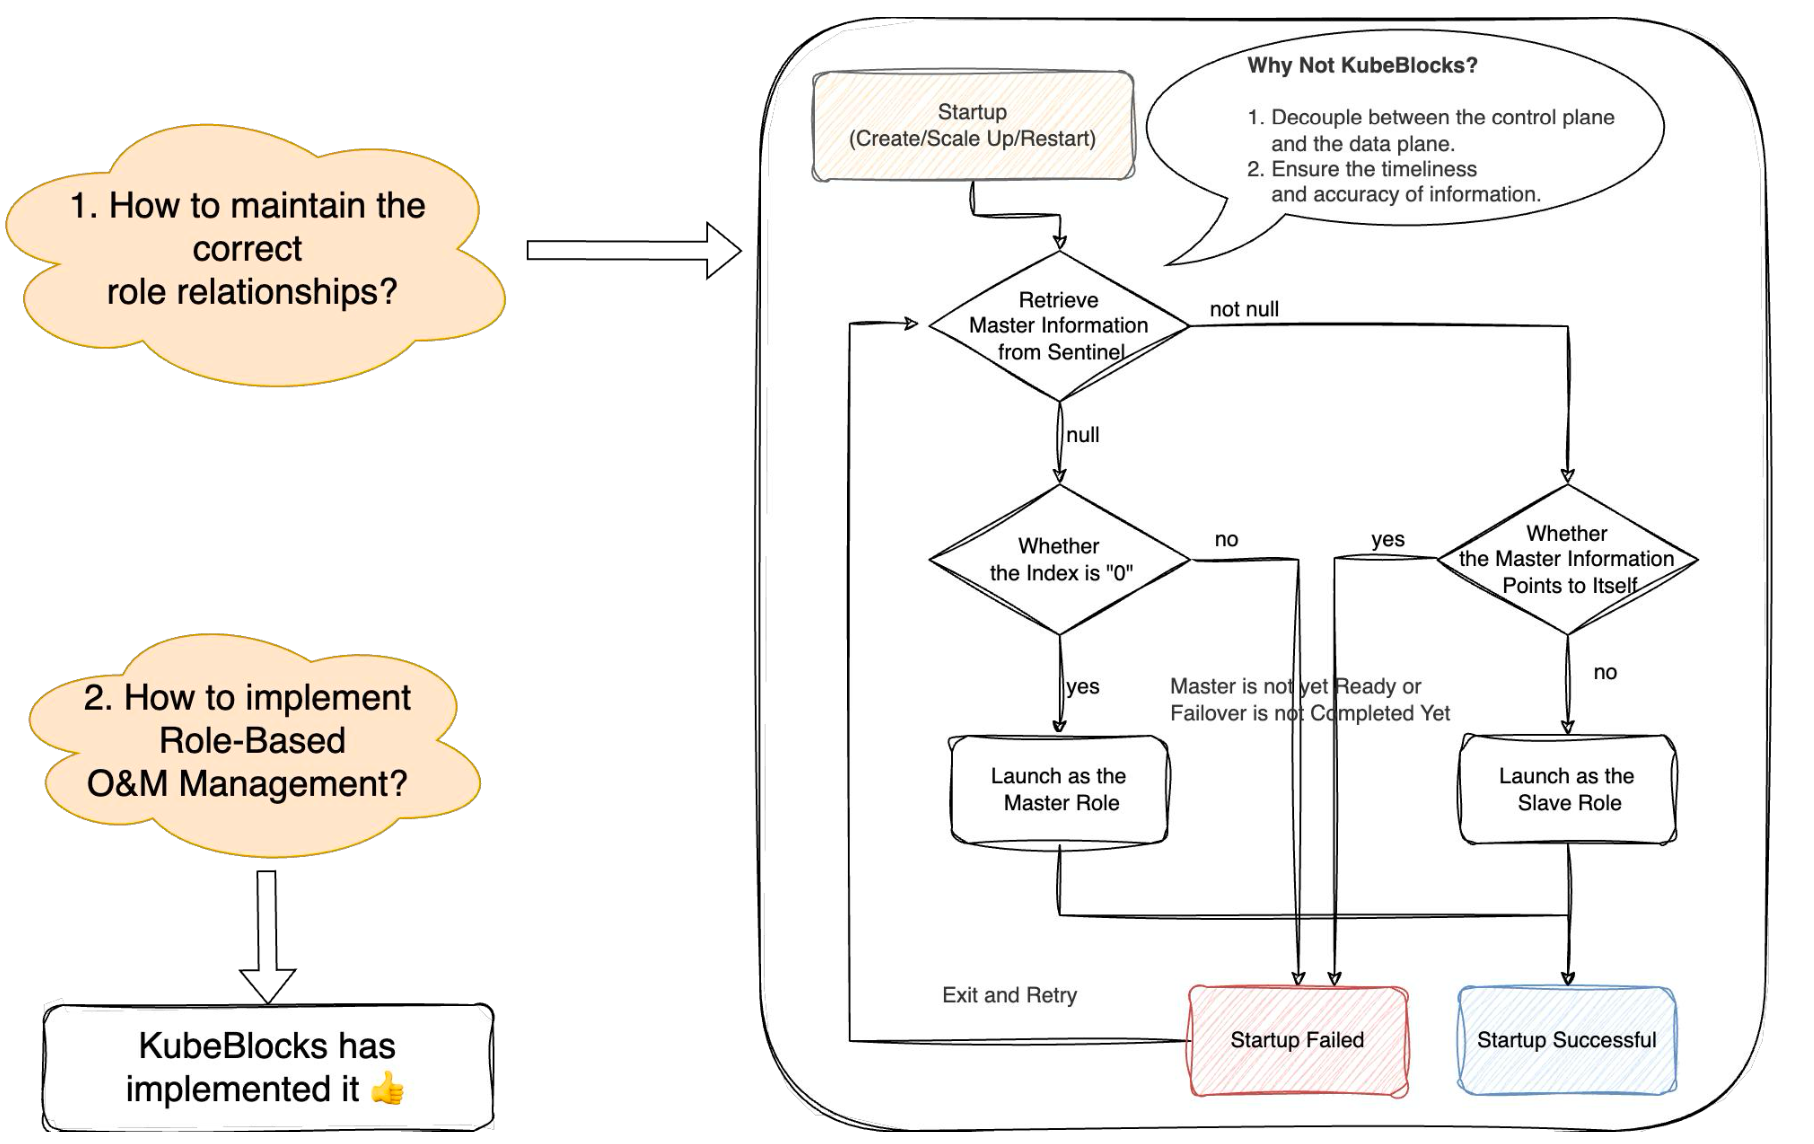 1. How to maintain the
correct
role relationships?
2. How to implement
Role-Based
O&M Management?
KubeBlocks has
implemented it 👍
Startup
(Create/Scale Up/Restart)
Why Not KubeBlocks?
1. Decouple between the control plane
and the data plane.
2. Ensure the timeliness
and accuracy of information.
Retrieve
Master Information
from Sentinel
not null
null
Whether
the Index is "0"
no
yes
Whether
the Master Information
Points to Itself
yes
Master is not yet Ready or
Failover is not Completed Yet
no
Launch as the
Master Role
Launch as the
Slave Role
Exit and Retry
Startup Failed
Startup Successful